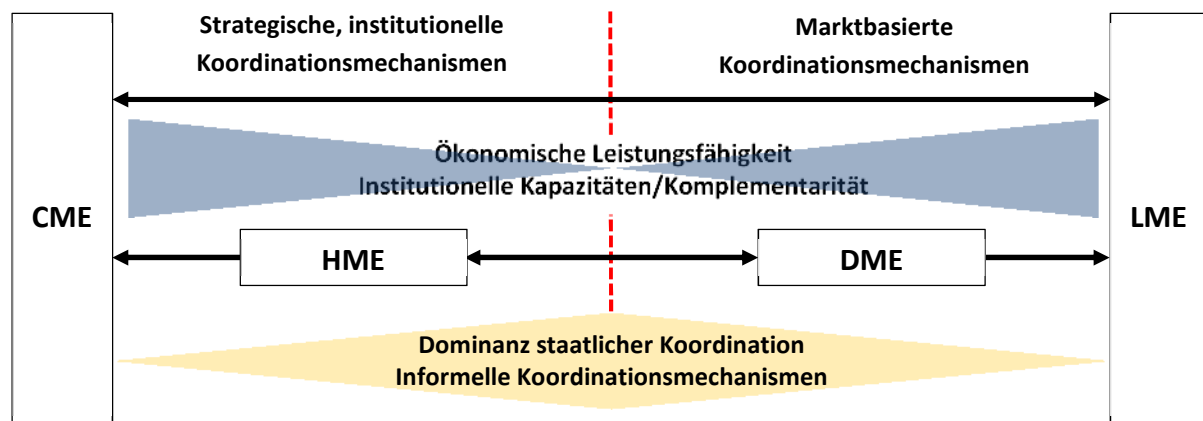 Strategische, institutionelle
Koordinationsmechanismen
Marktbasierte
Koordinationsmechanismen
Ökonomische Leistungsfähigkeit
Institutionelle Kapazitäten/Komplementarität
CME
LME
HME
DME
Dominanz staatlicher Koordination
Informelle Koordinationsmechanismen